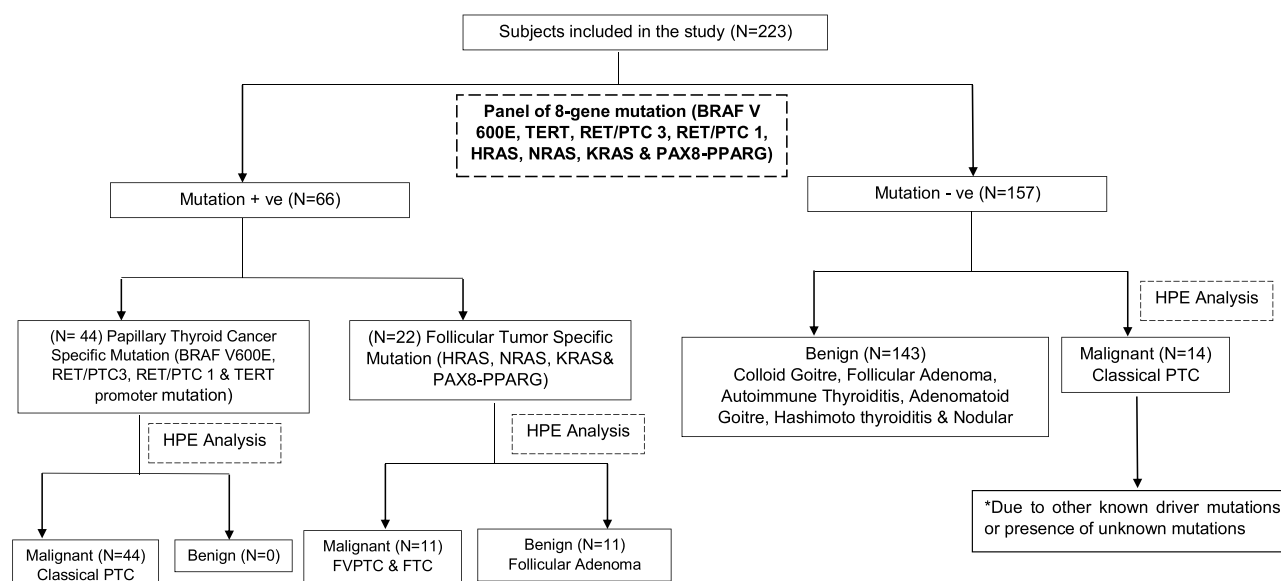 Subjects included in the study (N=223)
Panel of 8-gene mutation (BRAF V
600E, TERT, RET/PTC 3, RET/PTC 1,
HRAS, NRAS, KRAS & PAX8-PPARG)
Mutation + ve (N=66)
Mutation - ve (N=157)
(N= 44) Papillary Thyroid Cancer
Specific Mutation (BRAF V600E,
RET/PTC3, RET/PTC 1 & TERT
promoter mutation)
(N=22) Follicular Tumor Specific
Mutation (HRAS, NRAS, KRAS&
PAX8-PPARG)
HPE Analysis
Benign (N=143)
Colloid Goitre, Follicular Adenoma,
Autoimmune Thyroiditis, Adenomatoid
Goitre, Hashimoto thyroiditis & Nodular
Malignant (N=14)
Classical PTC
HPE Analysis
HPE Analysis
Malignant (N=44)
Classical PTC
Benign (N=0)
Malignant (N=11)
FVPTC & FTC
Benign (N=11)
Follicular Adenoma
*Due to other known driver mutations
or presence of unknown mutations